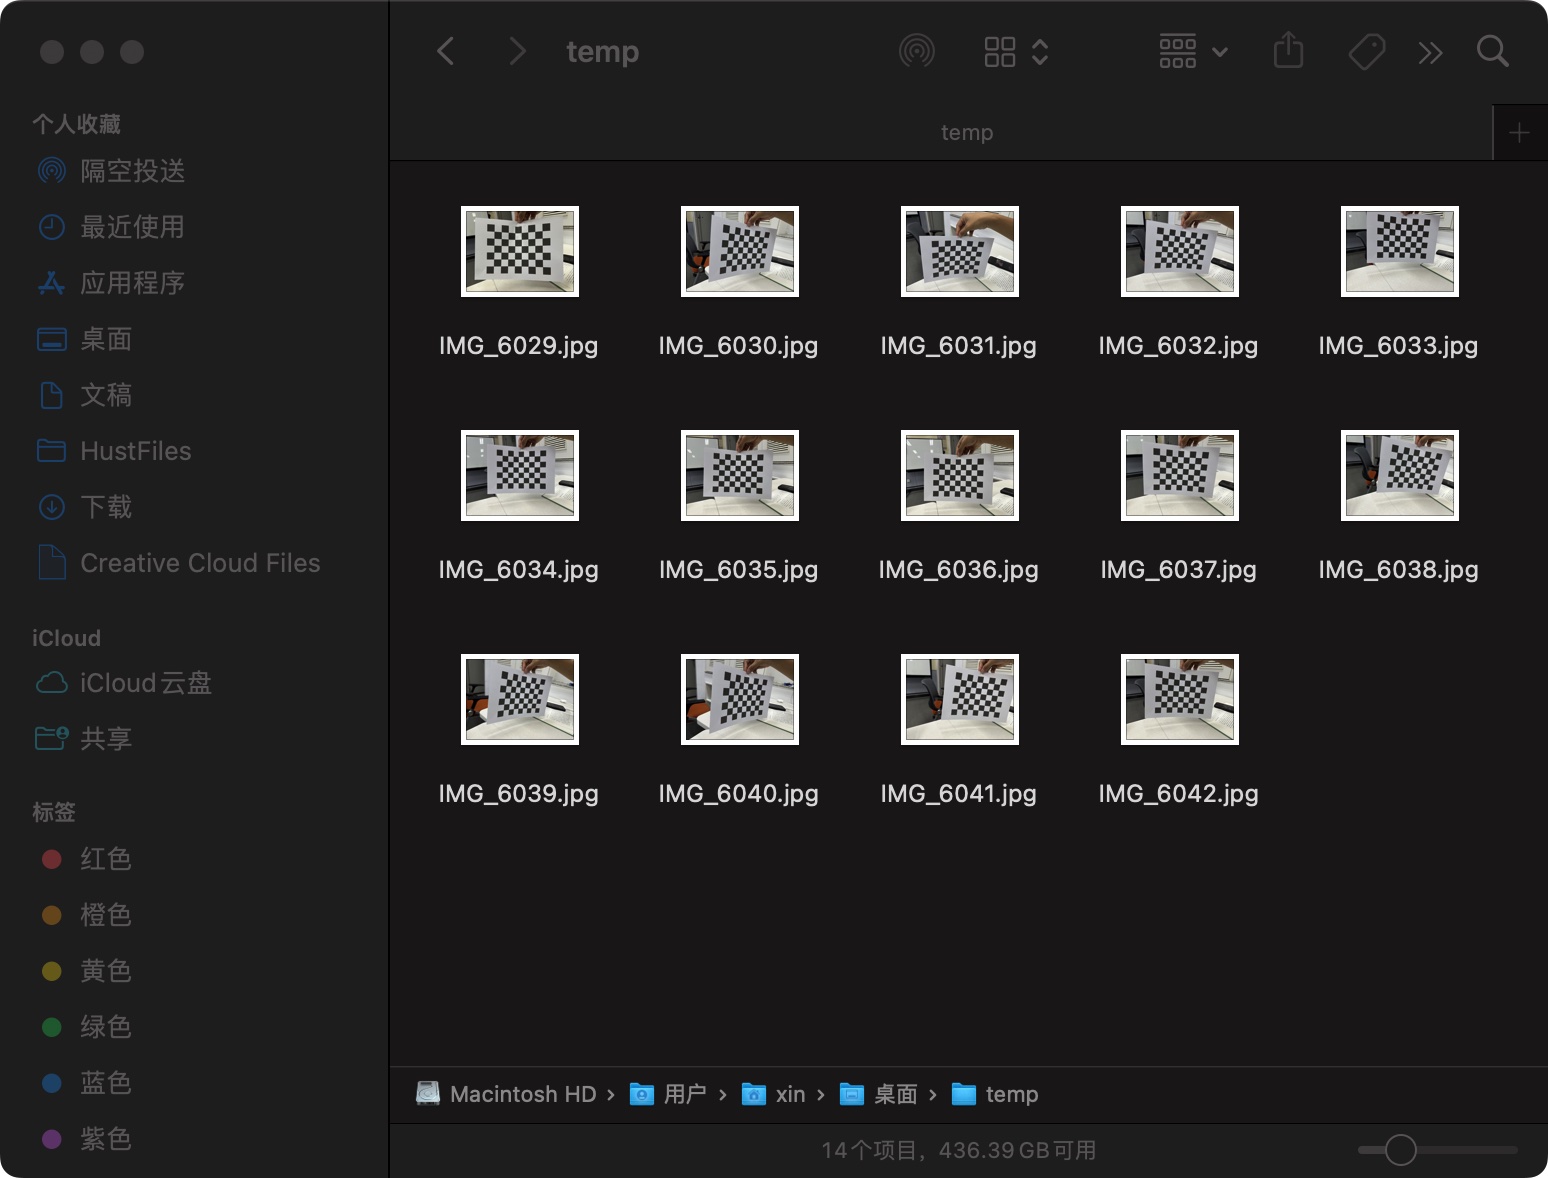 temp
temp
个人收藏
隔空投送
最近使用
应用程序
桌面
文稿
HustFiles
下载
Creative Cloud Files
iCloud
iCloud云盘
共享
标签
红色
橙色
黄色
绿色
蓝色
紫色
IMG_6029.jpg IMG_6030.jpg IMG_6031.jpg IMG_6032.jpg IMG_6033.jpg
IMG_6034.jpg IMG_6035.jpg IMG_6036.jpg IMG_6037.jpg IMG_6038.jpg
IMG_6039.jpg IMG_6040.jpg IMG_6041.jpg IMG_6042.jpg
Macintosh HD › 用户 › xin › 桌面 › temp
14个项目，436.39 GB可用